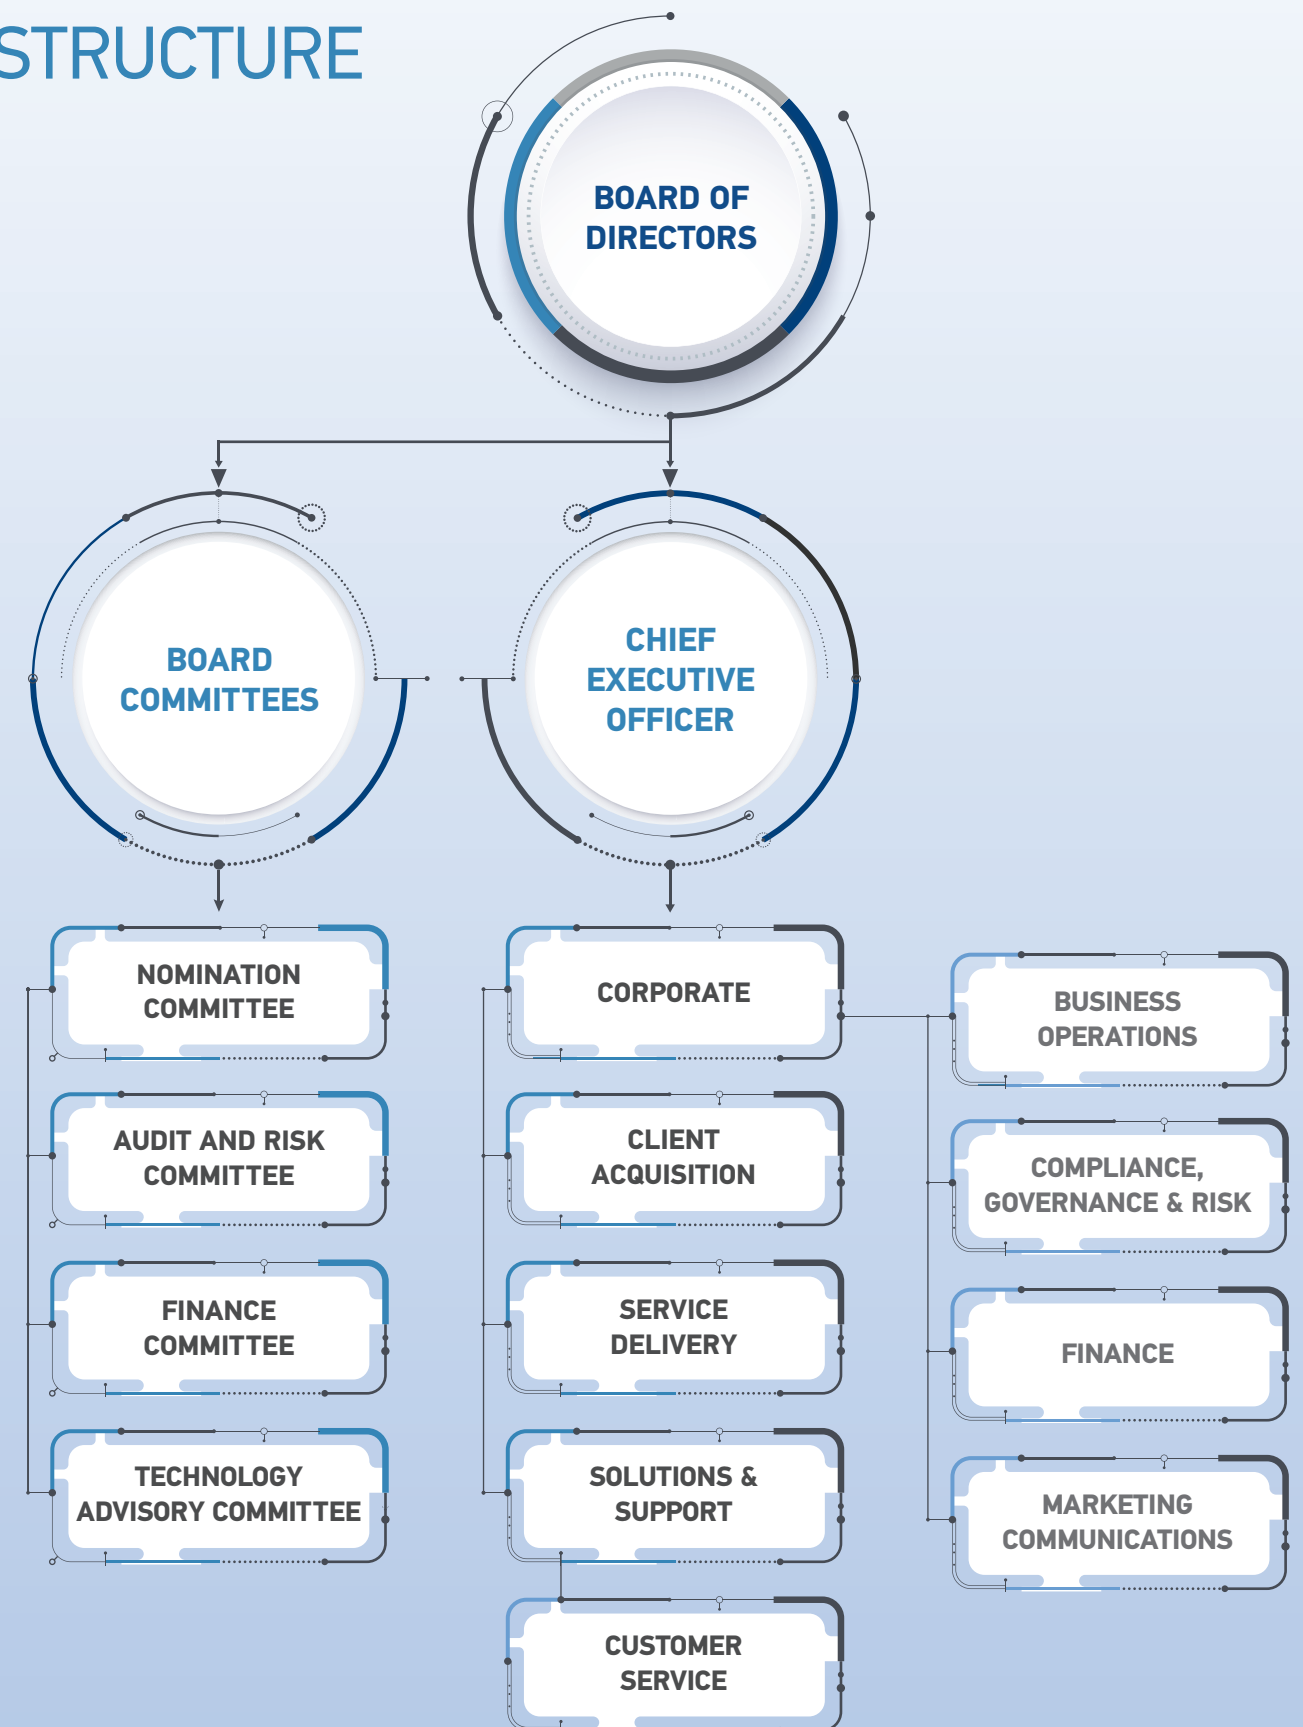 STRUCTURE
BOARD OF
DIRECTORS
BOARD
COMMITTEES
CHIEF
EXECUTIVE
OFFICER
NOMINATION
COMMITTEE
AUDIT AND RISK
COMMITTEE
FINANCE
COMMITTEE
TECHNOLOGY
ADVISORY COMMITTEE
CORPORATE
CLIENT
ACQUISITION
SERVICE
DELIVERY
SOLUTIONS &
SUPPORT
CUSTOMER
SERVICE
BUSINESS
OPERATIONS
COMPLIANCE,
GOVERNANCE & RISK
FINANCE
MARKETING
COMMUNICATIONS